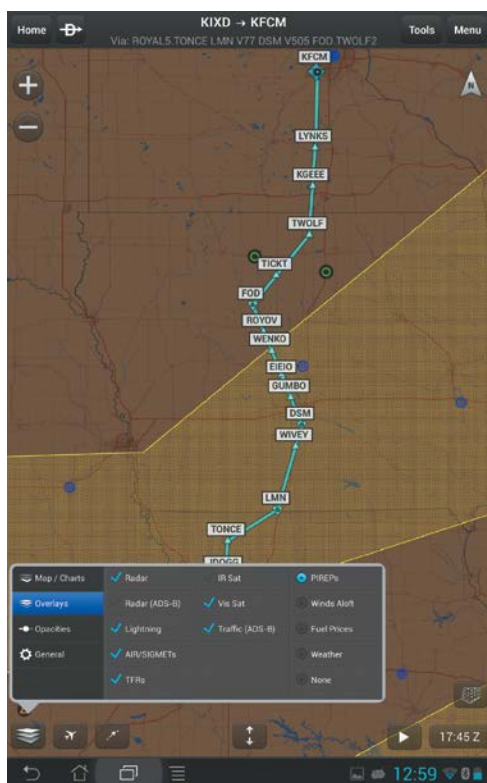 Home
KIXD → KFCM
Via: ROYAL5.TONCE LMN V77 DSM V505 FOD.TWOLF2
Tools
Menu
KFCM
N
LYNKS
KGEEE
TWOLF
TICKT
FOD
ROYOV
WENKO
EIEIO
GUMBO
DSM
WIVEY
LMN
TONCE
IDOGG
Map / Charts
Overlays
Opacities
General
Radar
Radar (ADS-B)
Lightning
AIR/SIGMETs
TFRs
IR Sat
Vis Sat
Traffic (ADS-B)
PIREPs
Winds Aloft
Fuel Prices
Weather
None
17:45 Z
12:59